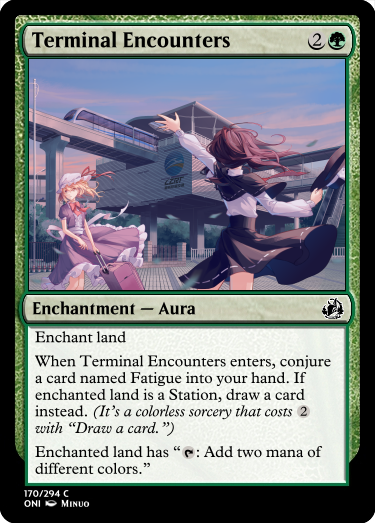 Terminal Encounters 2
Enchantment — Aura
Enchant land
When Terminal Encounters enters, conjure
a card named Fatigue into your hand. If
enchanted land is a Station, draw a card
instead. (It's a colorless sorcery that costs 2
with “Draw a card.”)
Enchanted land has “: Add two mana of
different colors.”
170/294 C
ONI Minuo